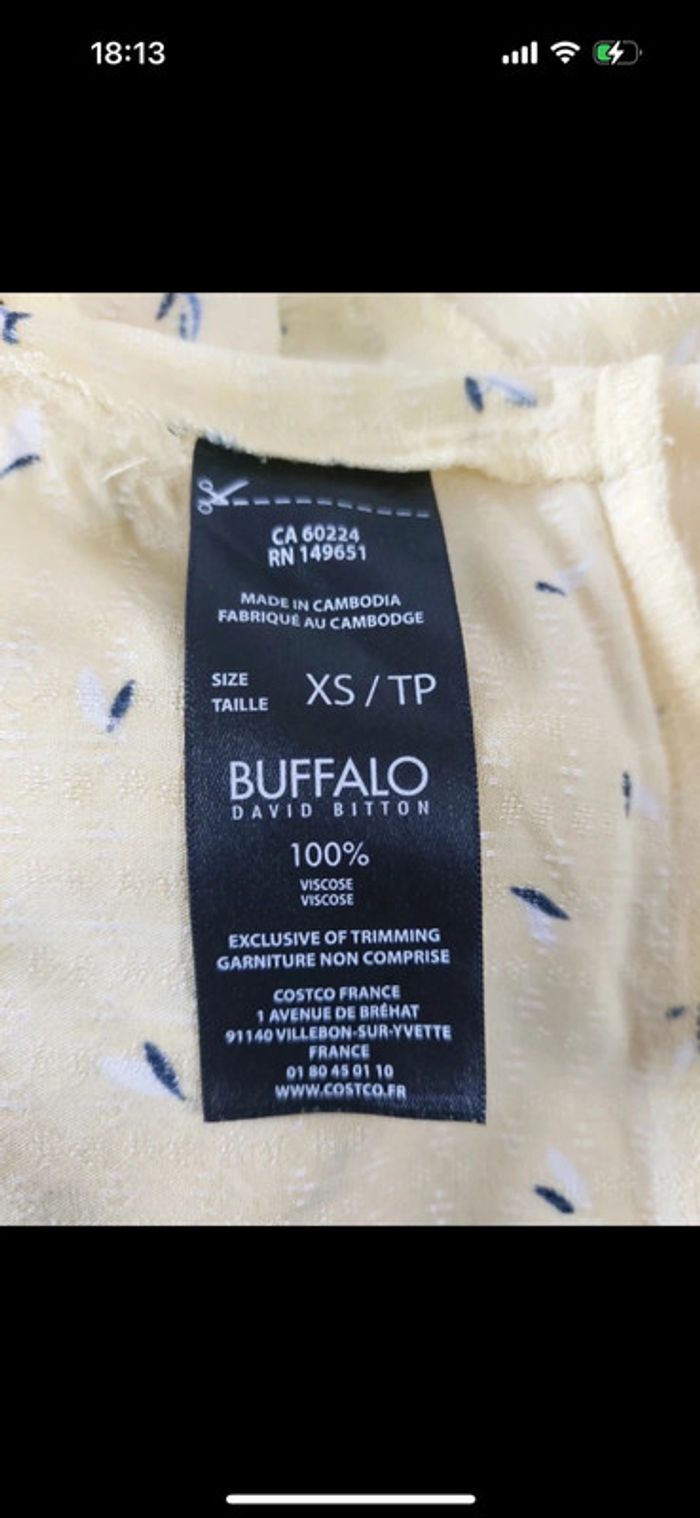 18:13
CA 60224
RN 149651
MADE IN CAMBODIA
FABRIQUÉ AU CAMBODGE
SIZE
TAILLE
XS / TP
BUFFALO
DAVID BITTON
100%
VISCOSE
VISCOSE
EXCLUSIVE OF TRIMMING
GARNITURE NON COMPRISE
COSTCO FRANCE
1 AVENUE DE BRÉHAT
91140 VILLEBON-SUR-YVETTE
FRANCE
01 80 45 01 10
WWW.COSTCO.FR